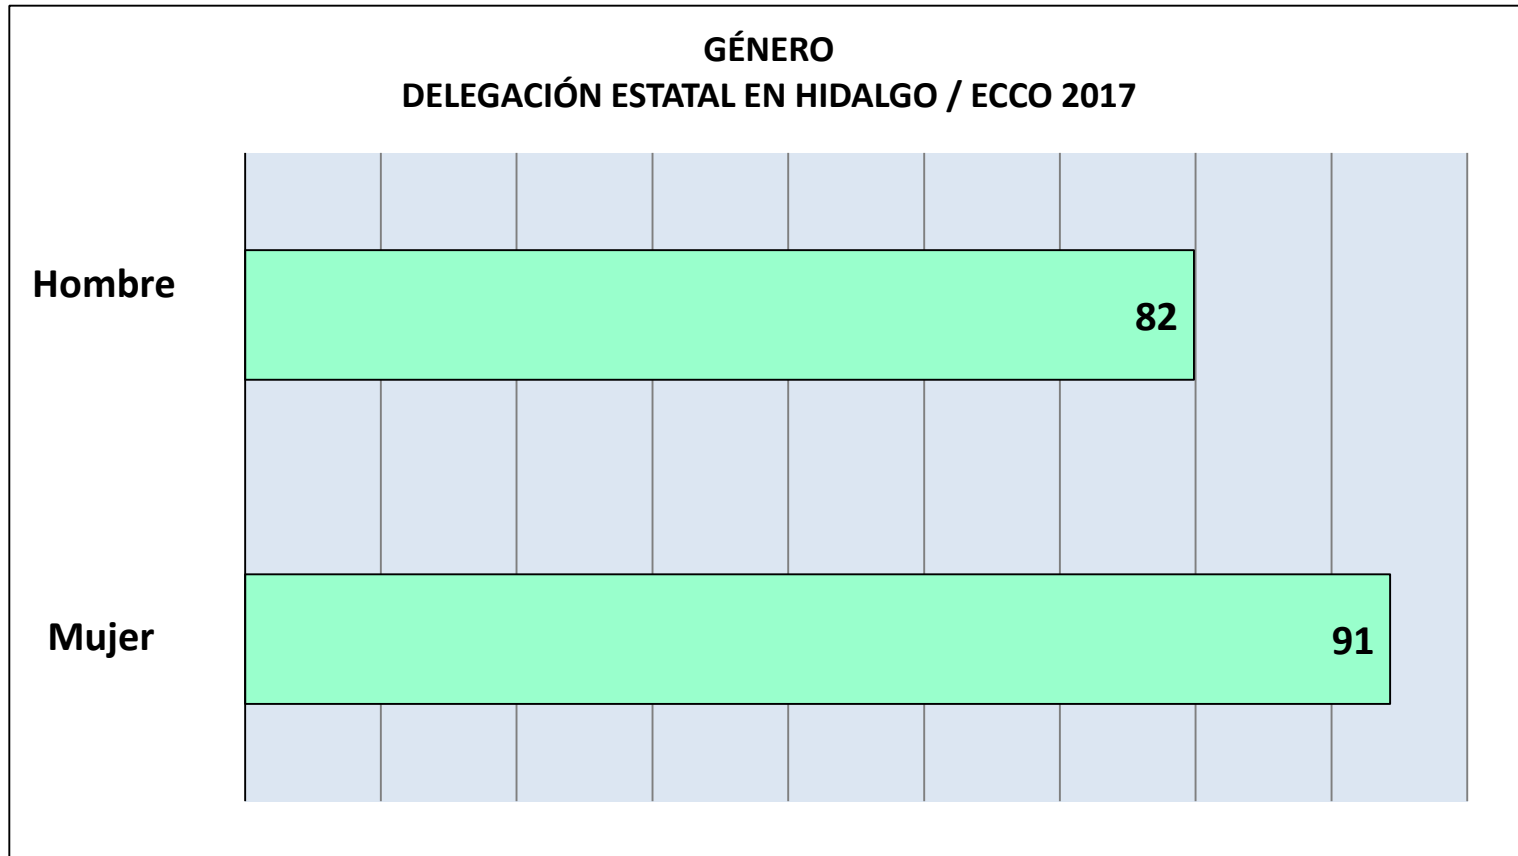 GÉNERO
DELEGACIÓN ESTATAL EN HIDALGO / ECCO 2017
Hombre
82
Mujer
91